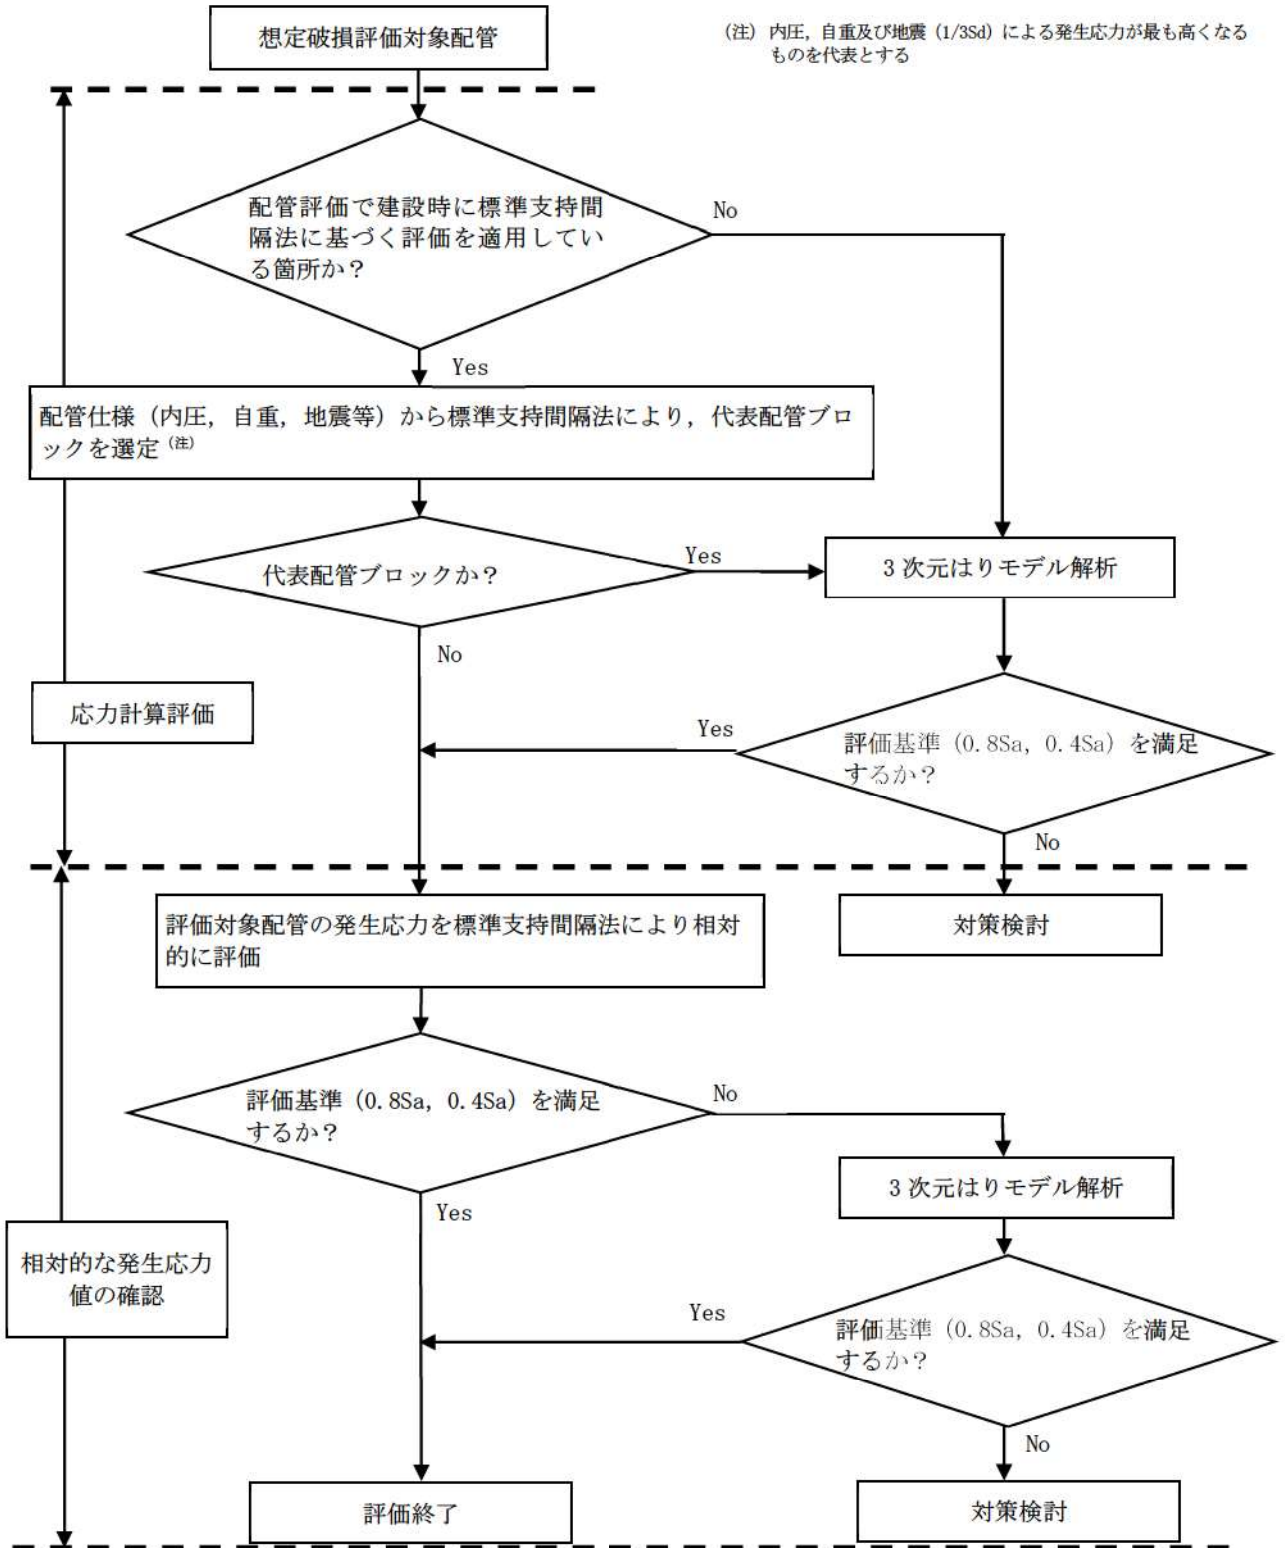 想定破損評価対象配管
（注）内圧，自重及び地震（1/3Sd）による発生応力が最も高くなる
ものを代表とする
配管評価で建設時に標準支持間
隔法に基づく評価を適用してい
る箇所か？
No
Yes
配管仕様（内圧，自重，地震等）から標準支持間隔法により，代表配管ブロ
ックを選定（注）
代表配管ブロックか？
Yes
3次元はりモデル解析
No
応力計算評価
Yes
評価基準（0.8Sa，0.4Sa）を満足
するか？
No
評価対象配管の発生応力を標準支持間隔法により相対
的に評価
対策検討
評価基準（0.8Sa，0.4Sa）を満足
するか？
No
3次元はりモデル解析
Yes
相対的な発生応力
値の確認
Yes
評価基準（0.8Sa，0.4Sa）を満足
するか？
No
評価終了
対策検討